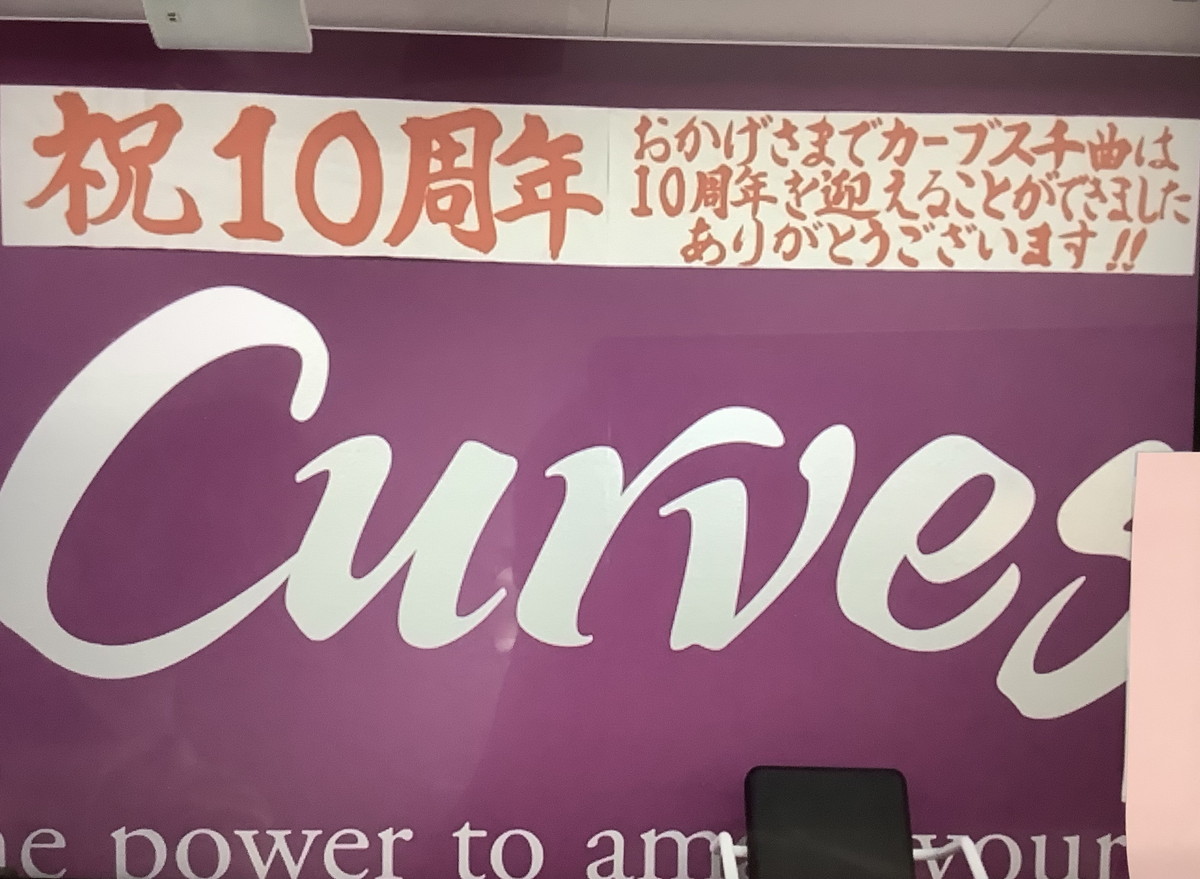 祝10周年
おかげさまでカーブスチ曲は
10周年を迎えることができました
ありがとうございます!!
Curves
power to your